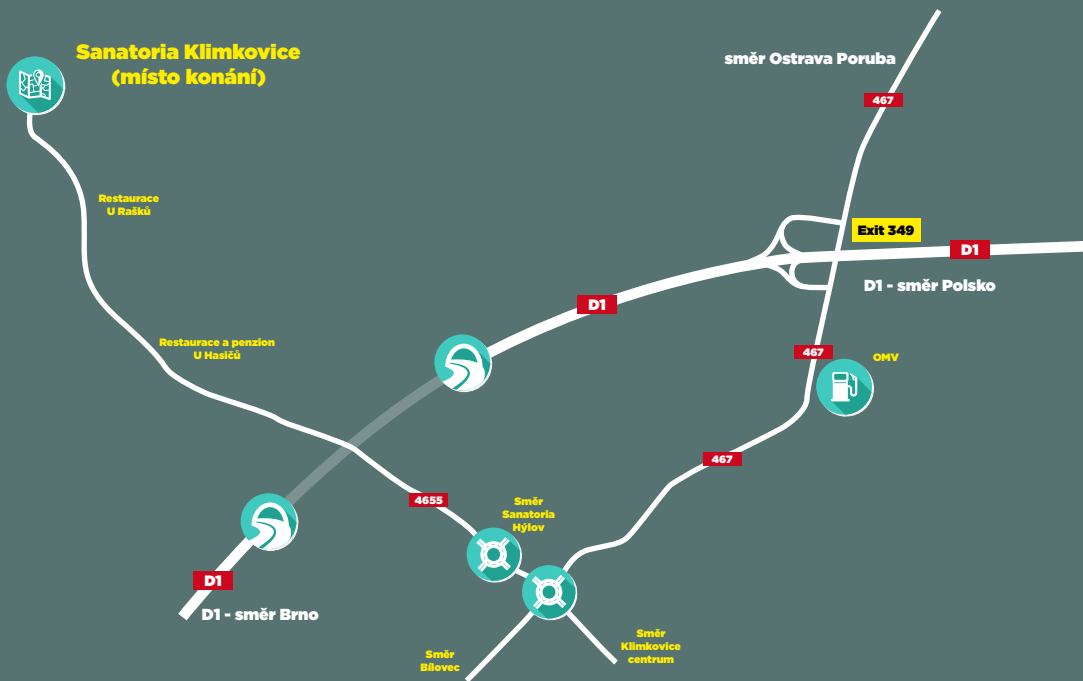 Sanatoria Klimkovice
(místo konání)
směr Ostrava Poruba
467
Restaurace
U Rašků
Exit 349
D1
D1 - směr Polsko
D1
Restaurace a penzion
U Hasičů
467
OMV
467
4655
Směr
Sanatoria
Hýlov
D1
D1 - směr Brno
Směr
Klimkovice
centrum
Směr
Bílovec